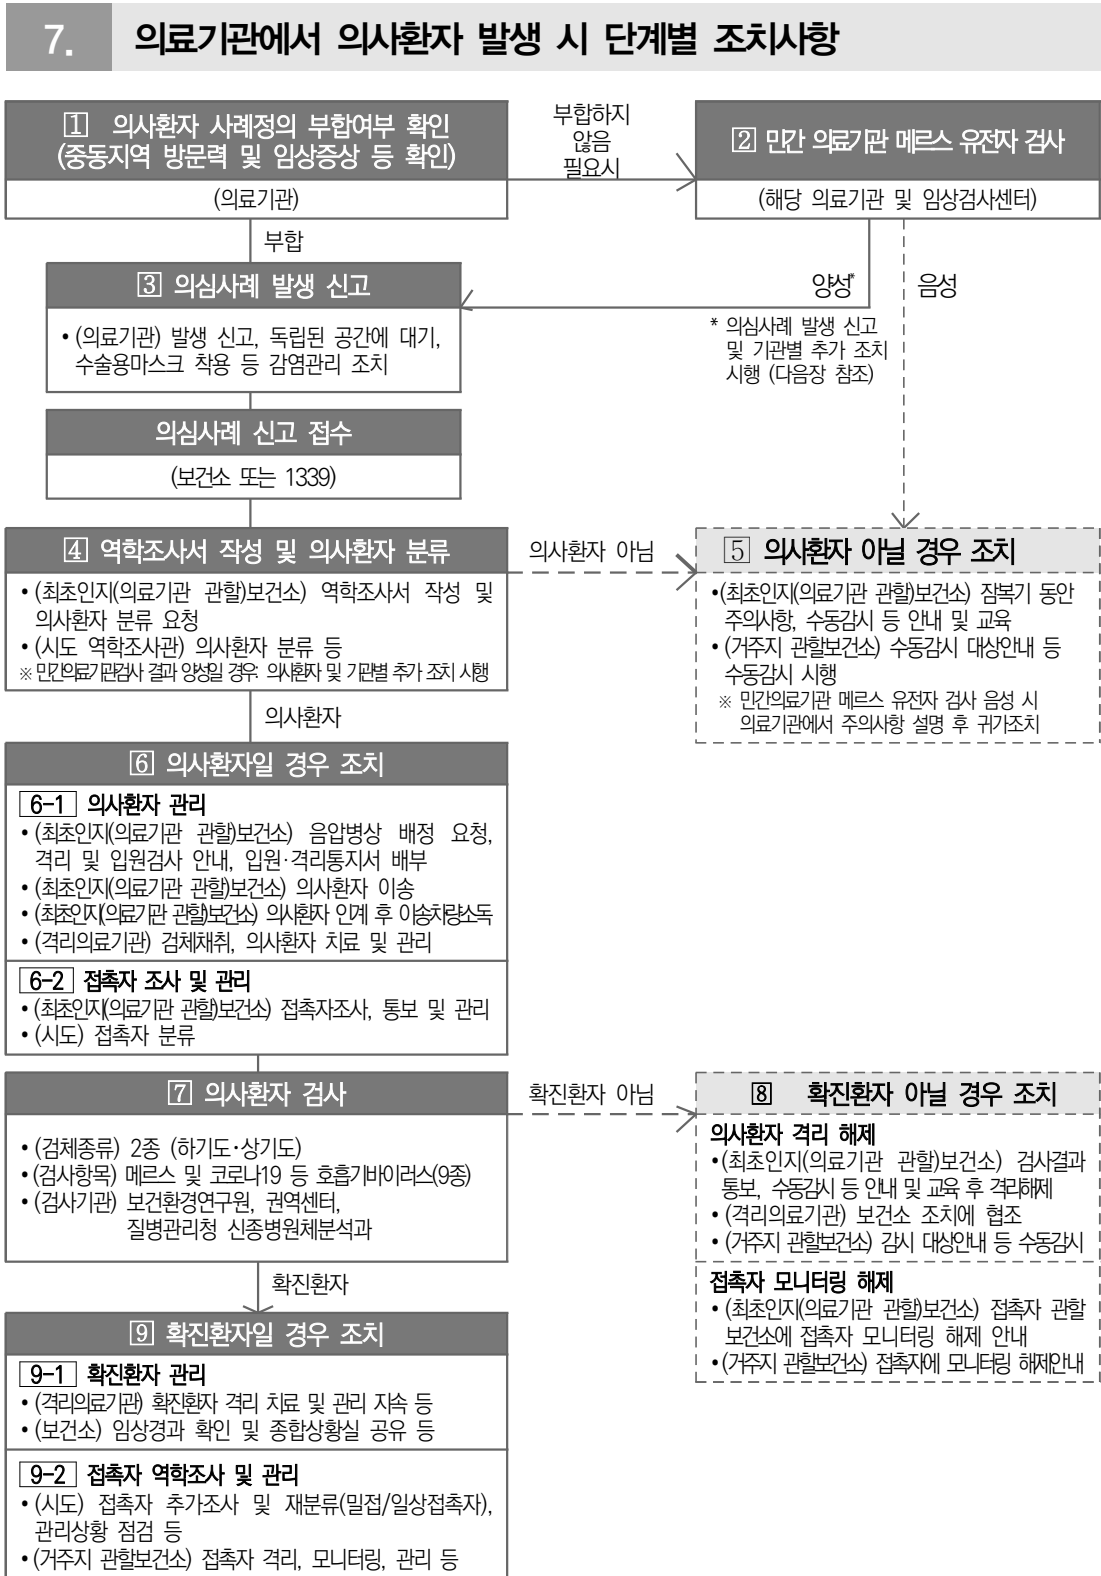 7. 의료기관에서 의사환자 발생 시 단계별 조치사항
1 의사환자 사례정의 부합여부 확인
(중동지역 방문력 및 임상증상 등 확인)
(의료기관)
부합하지
않음
필요시
2 민간 의료기관 메르스 유전자 검사
(해당 의료기관 및 임상검사센터)
부합
양성*
음성
* 의심사례 발생 신고
및 기관별 추가 조치
시행 (다음장 참조)
3 의심사례 발생 신고
• (의료기관) 발생 신고, 독립된 공간에 대기,
수술용마스크 착용 등 감염관리 조치
의심사례 신고 접수
(보건소 또는 1339)
4 역학조사서 작성 및 의사환자 분류
• (최초인지(의료기관 관할)보건소) 역학조사서 작성 및
의사환자 분류 요청
• (시도 역학조사관) 의사환자 분류 등
※ 민간의료기관검사 결과 양성일 경우: 의사환자 및 기관별 추가 조치 시행
의사환자 아님
5 의사환자 아닐 경우 조치
•(최초인지(의료기관 관할)보건소) 잠복기 동안
주의사항, 수동감시 등 안내 및 교육
• (거주지 관할보건소) 수동감시 대상안내 등
수동감시 시행
※ 민간의료기관 메르스 유전자 검사 음성 시
의료기관에서 주의사항 설명 후 귀가조치
의사환자
6 의사환자일 경우 조치
6-1 의사환자 관리
• (최초인지(의료기관 관할)보건소) 음압병상 배정 요청,
격리 및 입원검사 안내, 입원·격리통지서 배부
• (최초인지(의료기관 관할)보건소) 의사환자 이송
• (최초인지(의료기관 관할)보건소) 의사환자 인계 후 이송차량소독
• (격리의료기관) 검체채취, 의사환자 치료 및 관리
6-2 접촉자 조사 및 관리
• (최초인지(의료기관 관할)보건소) 접촉자조사, 통보 및 관리
• (시도) 접촉자 분류
7 의사환자 검사
• (검체종류) 2종 (하기도·상기도)
• (검사항목) 메르스 및 코로나19 등 호흡기바이러스(9종)
• (검사기관) 보건환경연구원, 권역센터,
질병관리청 신종병원체분석과
확진환자 아님
8 확진환자 아닐 경우 조치
의사환자 격리 해제
•(최초인지(의료기관 관할)보건소) 검사결과
통보, 수동감시 등 안내 및 교육 후 격리해제
• (격리의료기관) 보건소 조치에 협조
• (거주지 관할보건소) 감시 대상안내 등 수동감시
접촉자 모니터링 해제
• (최초인지(의료기관 관할)보건소) 접촉자 관할
보건소에 접촉자 모니터링 해제 안내
•(거주지 관할보건소) 접촉자에 모니터링 해제안내
확진환자
9 확진환자일 경우 조치
9-1 확진환자 관리
• (격리의료기관) 확진환자 격리 치료 및 관리 지속 등
• (보건소) 임상경과 확인 및 종합상황실 공유 등
9-2 접촉자 역학조사 및 관리
• (시도) 접촉자 추가조사 및 재분류(밀접/일상접촉자),
관리상황 점검 등
• (거주지 관할보건소) 접촉자 격리, 모니터링, 관리 등